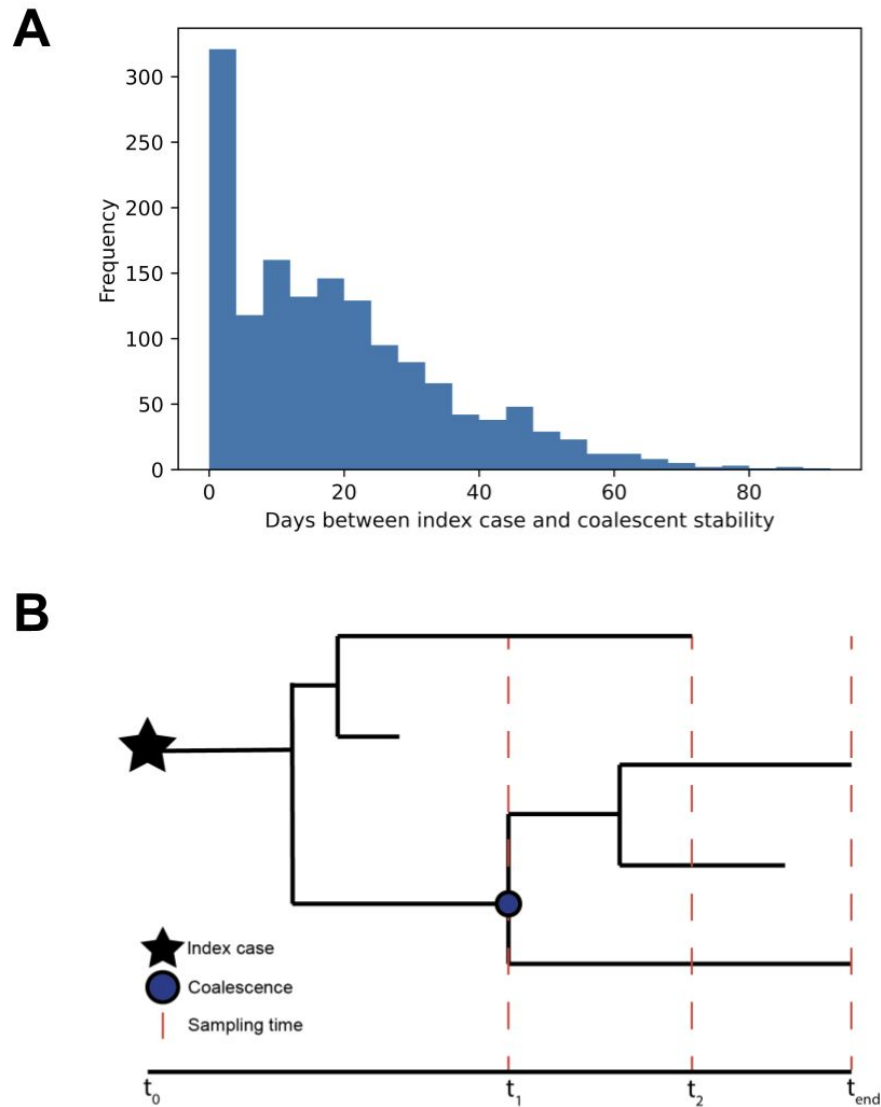 A
300
250
200
150
100
50
0
Frequency
0 20 40 60 80
Days between index case and coalescent stability
B
Index case
Coalescence
Sampling time
t0 t1 t2 tend